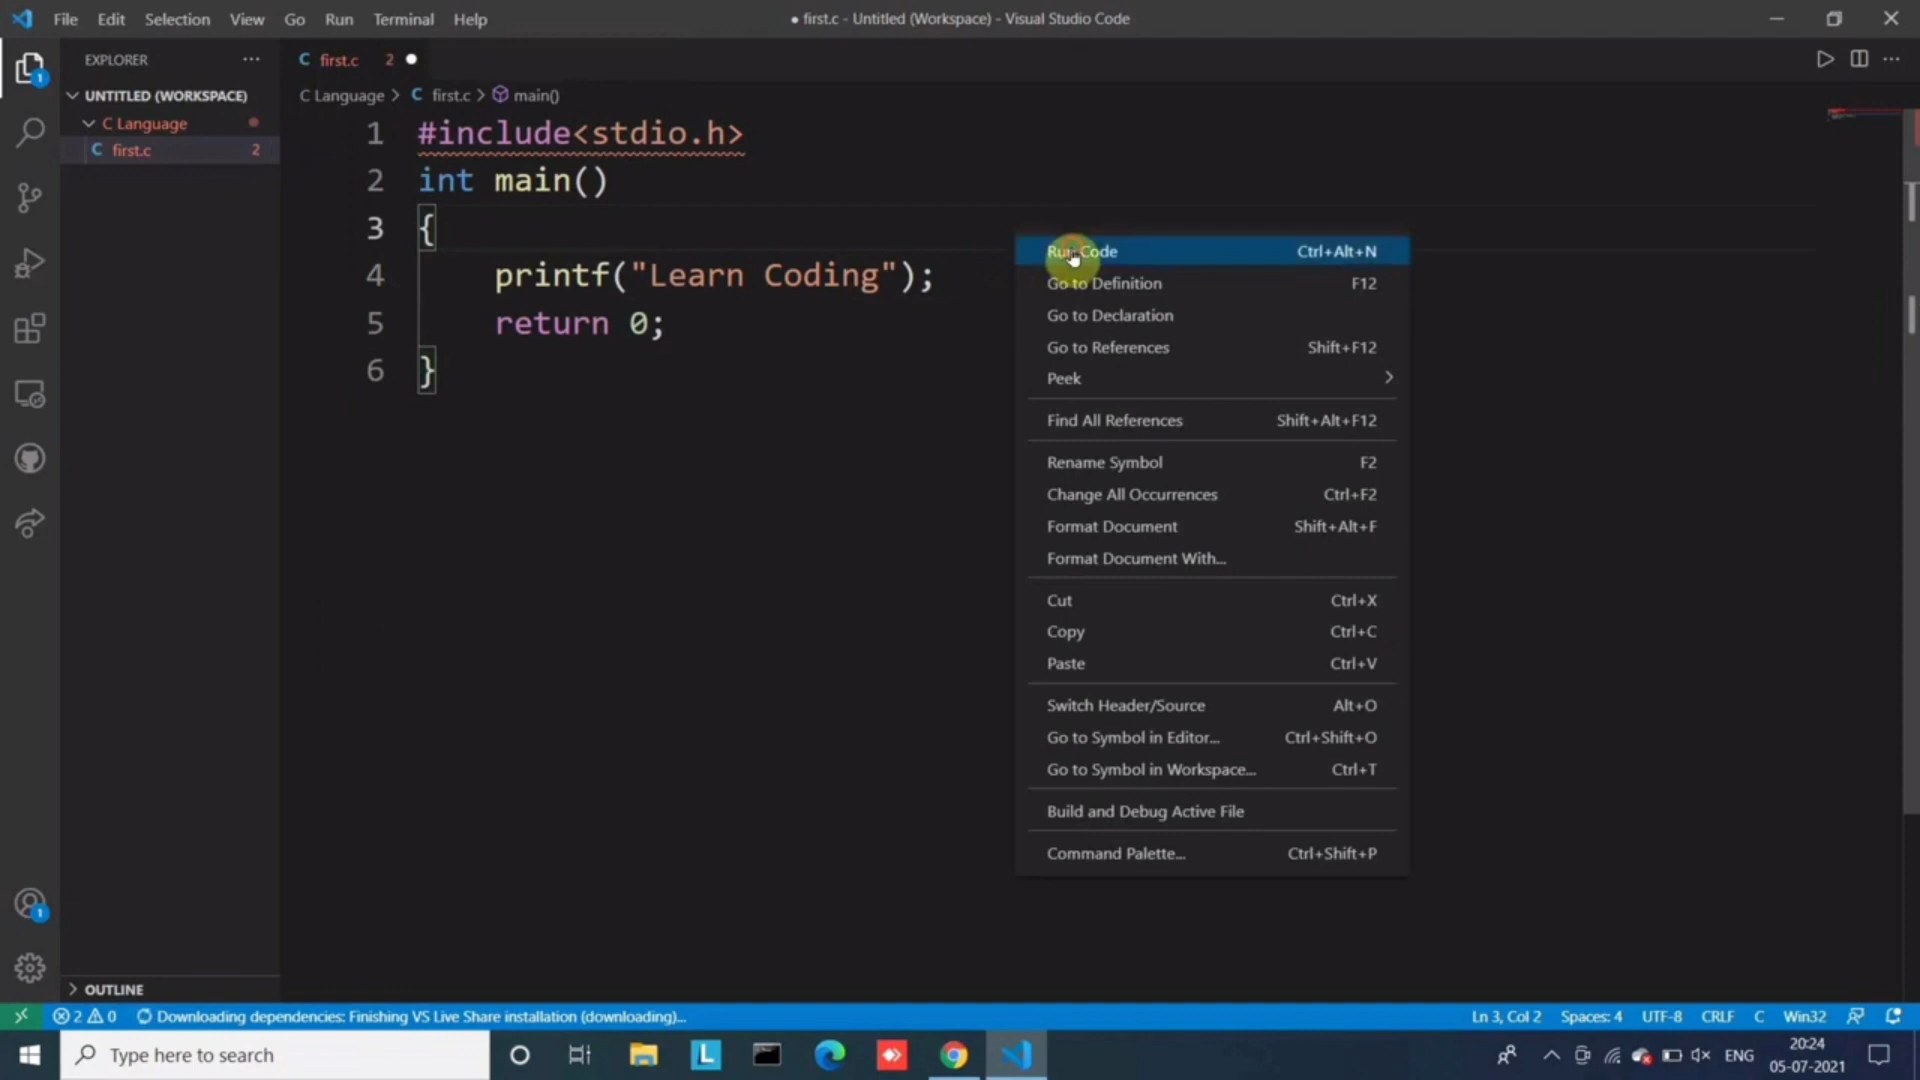 File Edit Selection View Go Run Terminal Help
● first.c - Untitled (Workspace) - Visual Studio Code
EXPLORER
UNTITLED (WORKSPACE)
C Language
C first.c 2
C first.c 2
C Language > C first.c > main()
1 #include<stdio.h>
2 int main()
3 {
4 printf("Learn Coding");
5 return 0;
6 }
Run Code Ctrl+Alt+N
Go to Definition F12
Go to Declaration
Go to References Shift+F12
Peek
Find All References Shift+Alt+F12
Rename Symbol F2
Change All Occurrences Ctrl+F2
Format Document Shift+Alt+F
Format Document With...
Cut Ctrl+X
Copy Ctrl+C
Paste Ctrl+V
Switch Header/Source Alt+O
Go to Symbol in Editor... Ctrl+Shift+O
Go to Symbol in Workspace... Ctrl+T
Build and Debug Active File
Command Palette... Ctrl+Shift+P
1
1
OUTLINE
2 0 Downloading dependencies: Finishing VS Live Share installation (downloading)...
Ln 3, Col 2 Spaces: 4 UTF-8 CRLF C Win32
Type here to search
L
ENG
20:24
05-07-2021